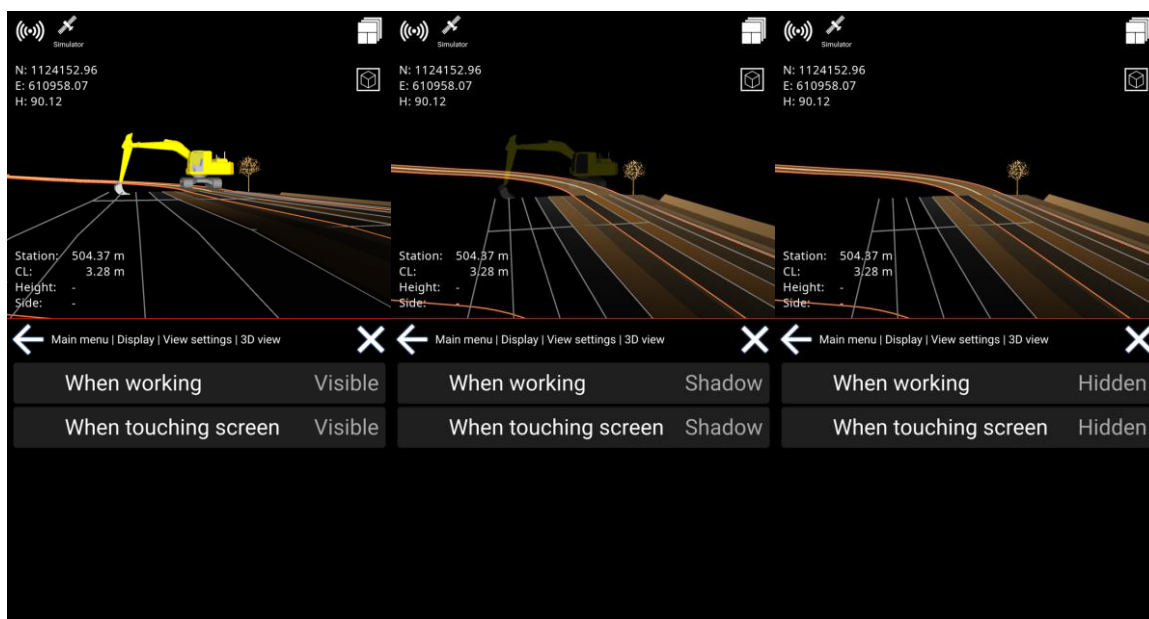 Simulator
N: 1124152.96
E: 610958.07
H: 90.12
Station: 504.37 m
CL: 3.28 m
Height: -
Side: -
Main menu | Display | View settings | 3D view
When working Visible
When touching screen Visible
Simulator
N: 1124152.96
E: 610958.07
H: 90.12
Station: 504.37 m
CL: 3.28 m
Height: -
Side: -
Main menu | Display | View settings | 3D view
When working Shadow
When touching screen Shadow
Simulator
N: 1124152.96
E: 610958.07
H: 90.12
Station: 504.37 m
CL: 3.28 m
Height: -
Side: -
Main menu | Display | View settings | 3D view
When working Hidden
When touching screen Hidden